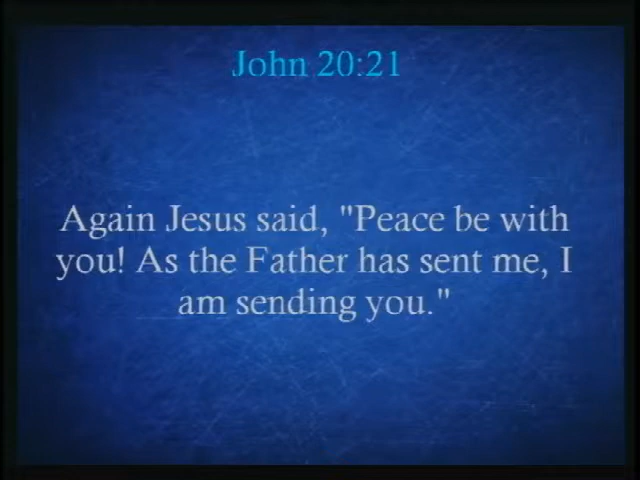 John 20:21
Again Jesus said, "Peace be with
you! As the Father has sent me, I
am sending you."